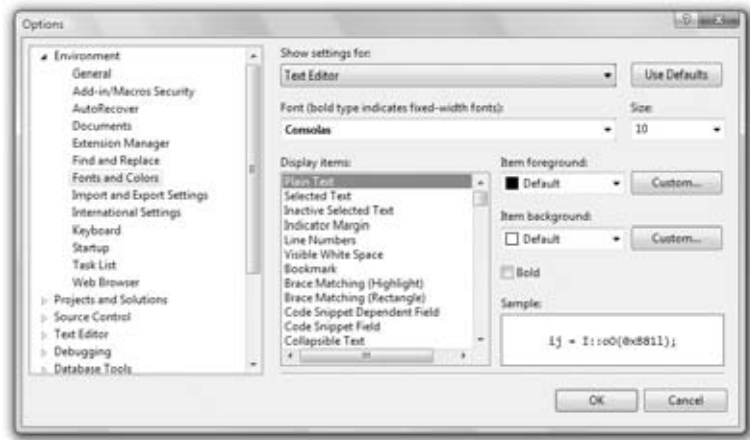 Options
Environment
General
Add-in/Macros Security
AutoRecover
Documents
Extension Manager
Find and Replace
Fonts and Colors
Import and Export Settings
International Settings
Keyboard
Startup
Task List
Web Browser
Projects and Solutions
Source Control
Text Editor
Debugging
Database Tools
Show settings for:
Text Editor
Use Defaults
Font (bold type indicates fixed-width fonts):
Size:
Consolas
10
Display items:
Plain Text
Selected Text
Inactive Selected Text
Indicator Margin
Line Numbers
Visible White Space
Bookmark
Brace Matching (Highlight)
Brace Matching (Rectangle)
Code Snippet Dependent Field
Code Snippet Field
Collapsible Text
Item foreground:
Default
Custom...
Item background:
Default
Custom...
Bold
Sample:
ij = I::oO(0xB81l);
OK
Cancel